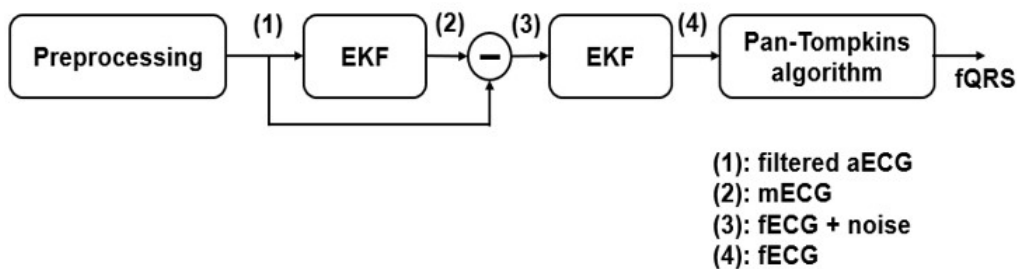 (1)
(2)
(3)
(4)
Preprocessing
EKF
−
EKF
Pan-Tompkins
algorithm
fQRS
(1): filtered aECG
(2): mECG
(3): fECG + noise
(4): fECG